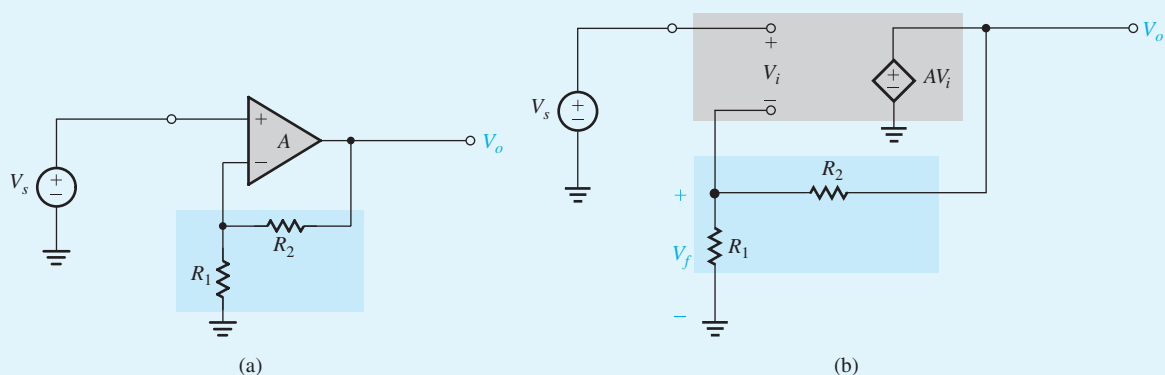 V_s
+
−
+
−
A
V_o
R_2
R_1
(a)
V_s
+
−
+
V_i
−
+
−
AV_i
V_o
R_2
+
V_f
−
R_1
(b)